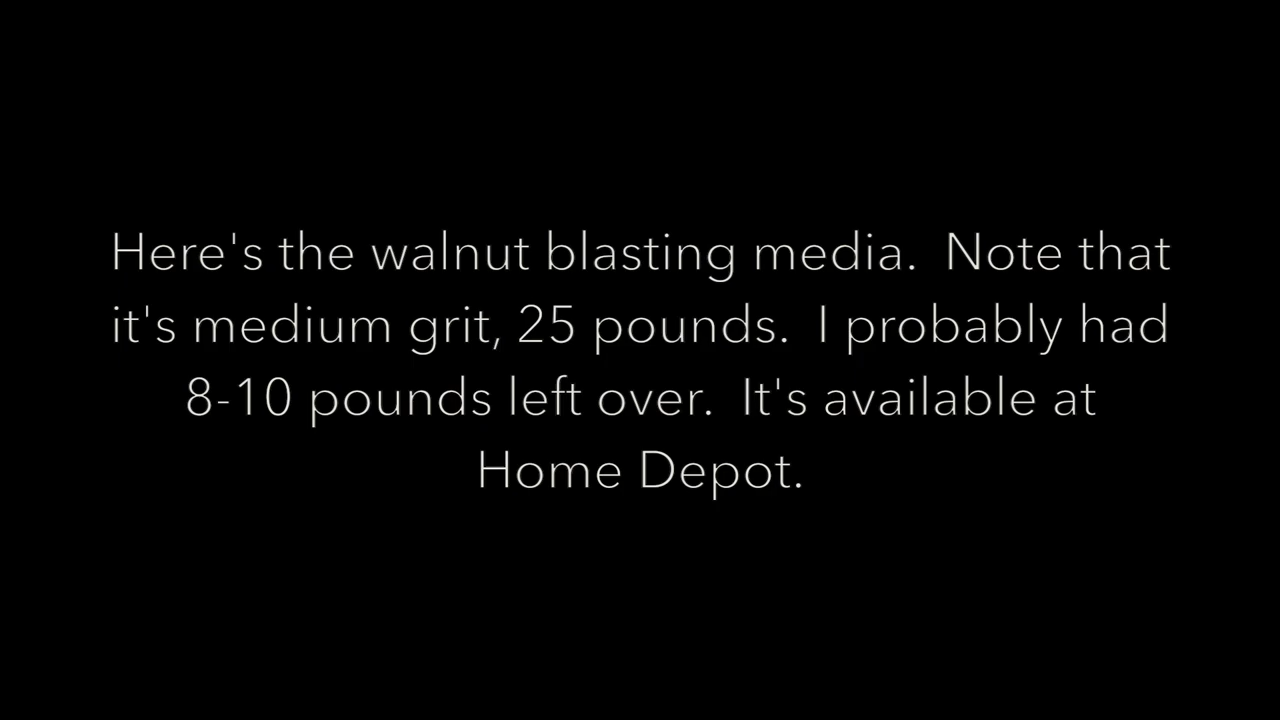 Here's the walnut blasting media.  Note that
it's medium grit, 25 pounds.  I probably had
8-10 pounds left over.  It's available at
Home Depot.